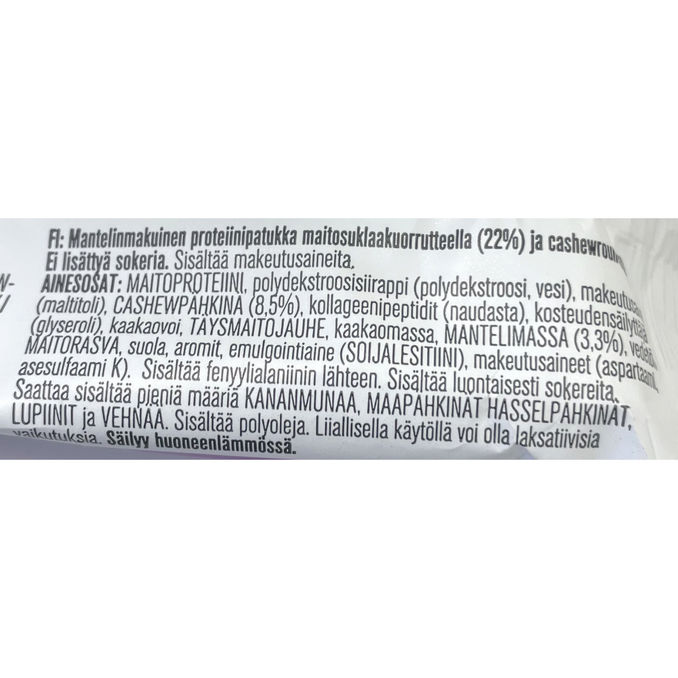 FI: Mantelinmakuinen proteiinipatukka maitosuklaakuorrutteella (22%) ja
Ei lisättyä sokeria. Sisältää makeutusaineita.
AINESOSAT: MAITOPROTEIINI, polydekstroosisiirappi (polydekstroosi, vesi),
(maltitoli), CASHEWPÄHKINÄ (8,5%), kollageenipeptidit (naudasta),
(glyseroli), kaakaovoi, TÄYSMAITOJAUHE, kaakaomassa, MANTELIMASSA (3,3%),
MAITORASVA, suola, aromit, emulgointiaine (SOIJALESITIINI), makeutusaineet (aspartaami,
asesulfaami K). Sisältää fenyylialaniinin lähteen. Sisältää luontaisesti sokereita.
Saattaa sisältää pieniä määriä KANANMUNAA, MAAPÄHKINÄT HASSELPÄHKINÄT,
LUPIINIT ja VEHNÄÄ. Sisältää polyoleja. Liiallisella käytöllä voi olla laksatiivisia
vaikutuksia. Säilyy huoneenlämmössä.